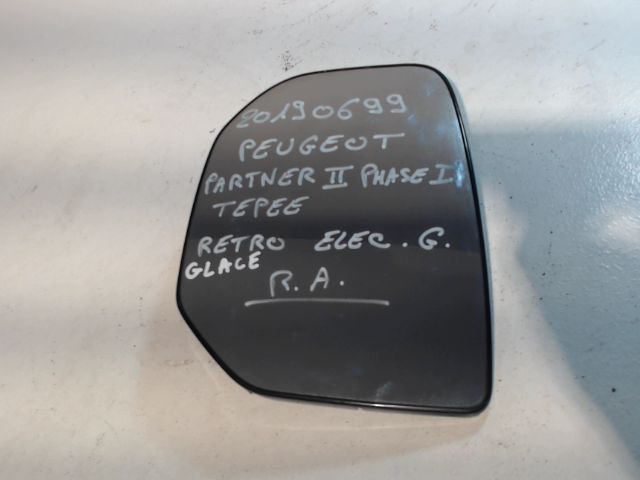 20190699
PEUGEOT
PARTNER II PHASE I
TEPEE
RETRO ELEC. G.
GLACE
R.A.